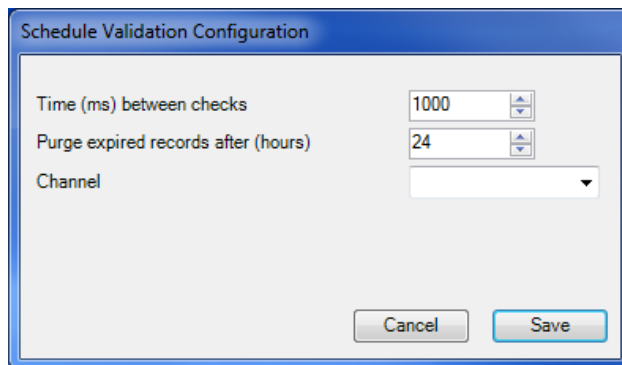 Schedule Validation Configuration
Time (ms) between checks 1000
Purge expired records after (hours) 24
Channel
Cancel Save